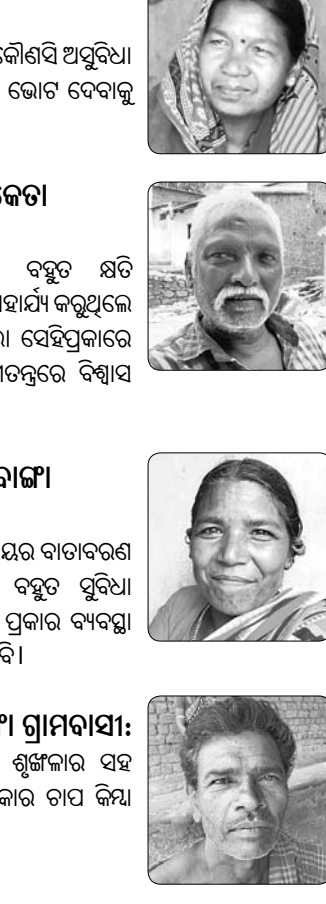 କୌଣସି ଅସୁବିଧା
ଭୋଟ ଦେବାକୁ
କେତା
ବହୁତ କ୍ଷତି
ହାର୍ଯ୍ୟ କରୁଥିଲେ
ସେହିପ୍ରକାରେ
ତନ୍ତ୍ରରେ ବିଶ୍ୱାସ
ବାଙ୍ଗା
ୟର ବାତାବରଣ
ବହୁତ ସୁବିଧା
ପ୍ରକାର ବ୍ୟବସ୍ଥା
ବି।
ଗ୍ରାମବାସୀ:
ଶୃଙ୍ଖଳାର ସହ
କାର ଚାପ କିମ୍ବା